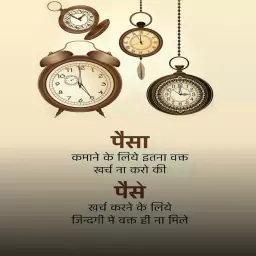 पैसा
कमाने के लिये इतना वक्त
खर्च ना करो की
पैसे
खर्च करने के लिये
जिन्दगी में वक्त ही ना मिले